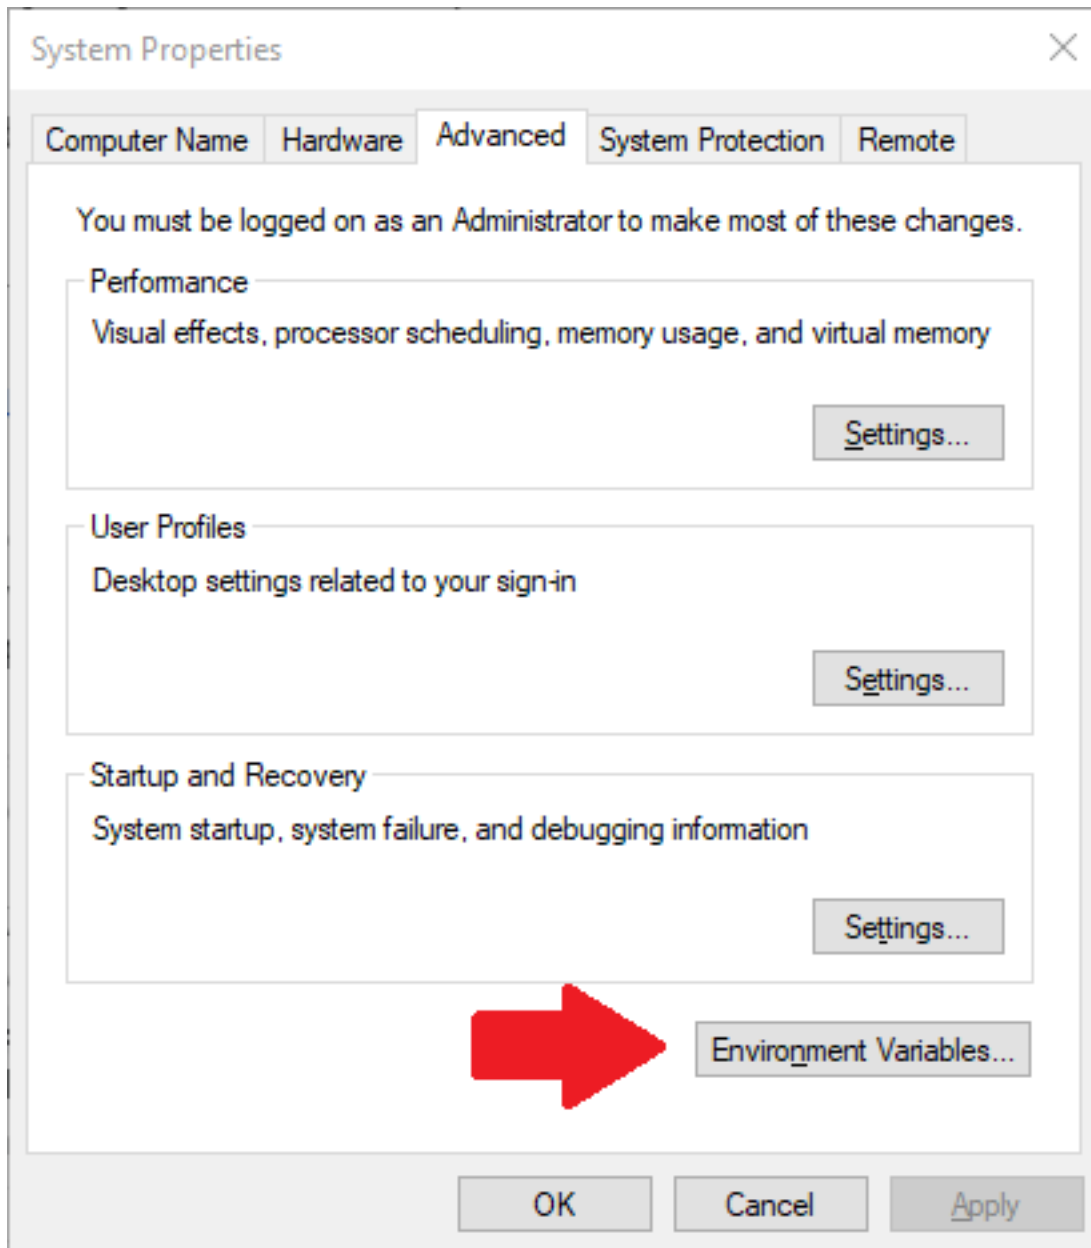 System Properties
Computer Name Hardware Advanced System Protection Remote
You must be logged on as an Administrator to make most of these changes.
Performance
Visual effects, processor scheduling, memory usage, and virtual memory
Settings...
User Profiles
Desktop settings related to your sign-in
Settings...
Startup and Recovery
System startup, system failure, and debugging information
Settings...
Environment Variables...
OK Cancel Apply